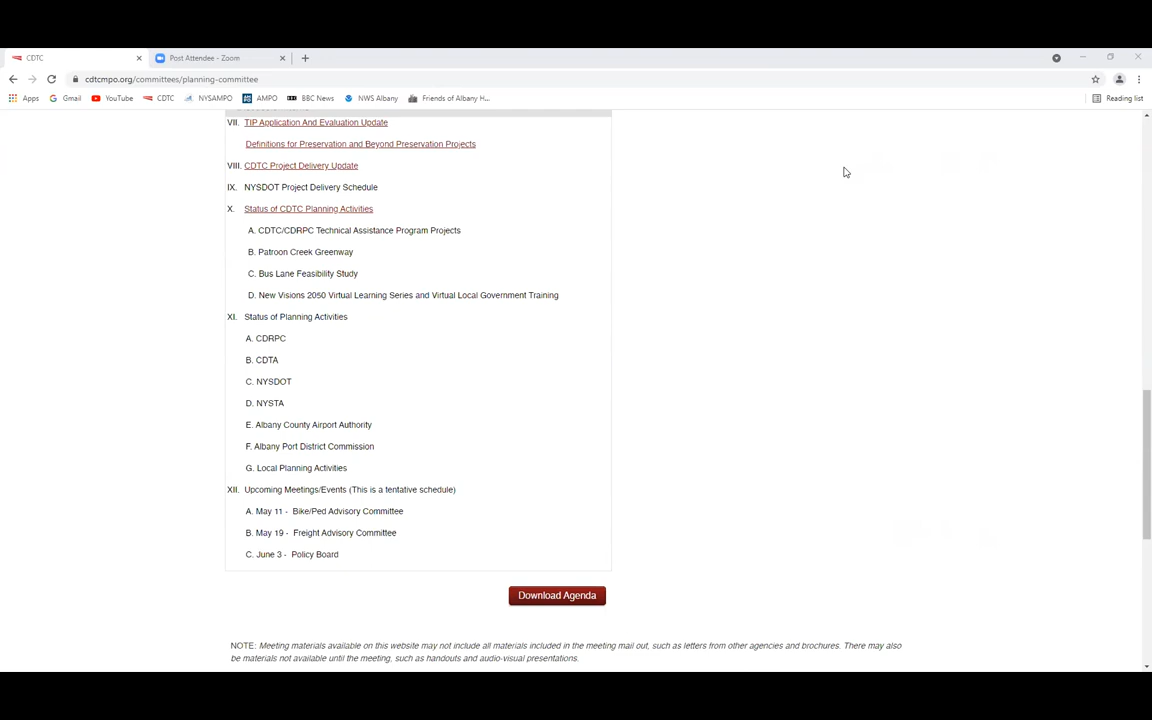 CDTC
Post Attendee - Zoom
cdtcmpo.org/committees/planning-committee
Apps Gmail YouTube CDTC NYSAMPO AMPO BBC News NWS Albany Friends of Albany H... Reading list
VII. TIP Application And Evaluation Update
Definitions for Preservation and Beyond Preservation Projects
VIII. CDTC Project Delivery Update
IX. NYSDOT Project Delivery Schedule
X. Status of CDTC Planning Activities
A. CDTC/CDRPC Technical Assistance Program Projects
B. Patroon Creek Greenway
C. Bus Lane Feasibility Study
D. New Visions 2050 Virtual Learning Series and Virtual Local Government Training
XI. Status of Planning Activities
A. CDRPC
B. CDTA
C. NYSDOT
D. NYSTA
E. Albany County Airport Authority
F. Albany Port District Commission
G. Local Planning Activities
XII. Upcoming Meetings/Events (This is a tentative schedule)
A. May 11 - Bike/Ped Advisory Committee
B. May 19 - Freight Advisory Committee
C. June 3 - Policy Board
Download Agenda
NOTE: Meeting materials available on this website may not include all materials included in the meeting mail out, such as letters from other agencies and brochures. There may also
be materials not available until the meeting, such as handouts and audio-visual presentations.